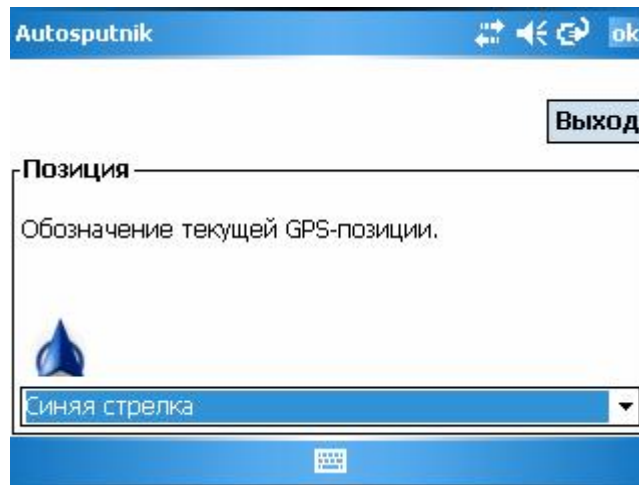 Autosputnik
ok
Выход
Позиция
Обозначение текущей GPS-позиции.
Синяя стрелка